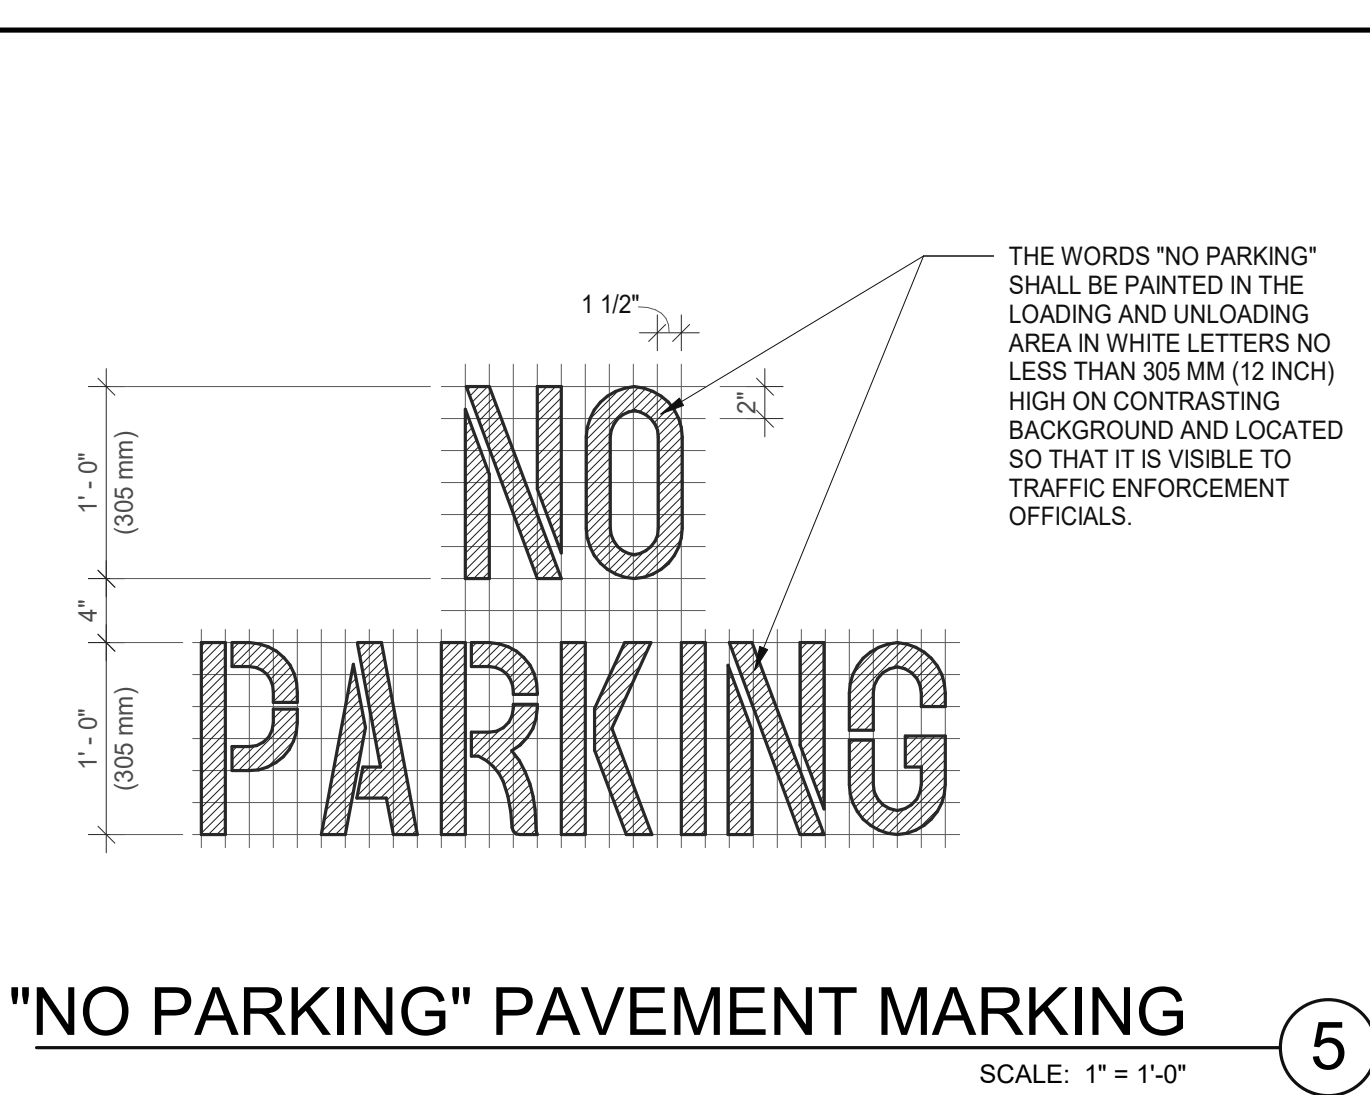 THE WORDS "NO PARKING"
SHALL BE PAINTED IN THE
LOADING AND UNLOADING
AREA IN WHITE LETTERS NO
LESS THAN 305 MM (12 INCH)
HIGH ON CONTRASTING
BACKGROUND AND LOCATED
SO THAT IT IS VISIBLE TO
TRAFFIC ENFORCEMENT
OFFICIALS.
1 1/2"
2"
1' - 0"
(305 mm)
NO
4"
1' - 0"
(305 mm)
PARKING
"NO PARKING" PAVEMENT MARKING
5
SCALE: 1" = 1'-0"